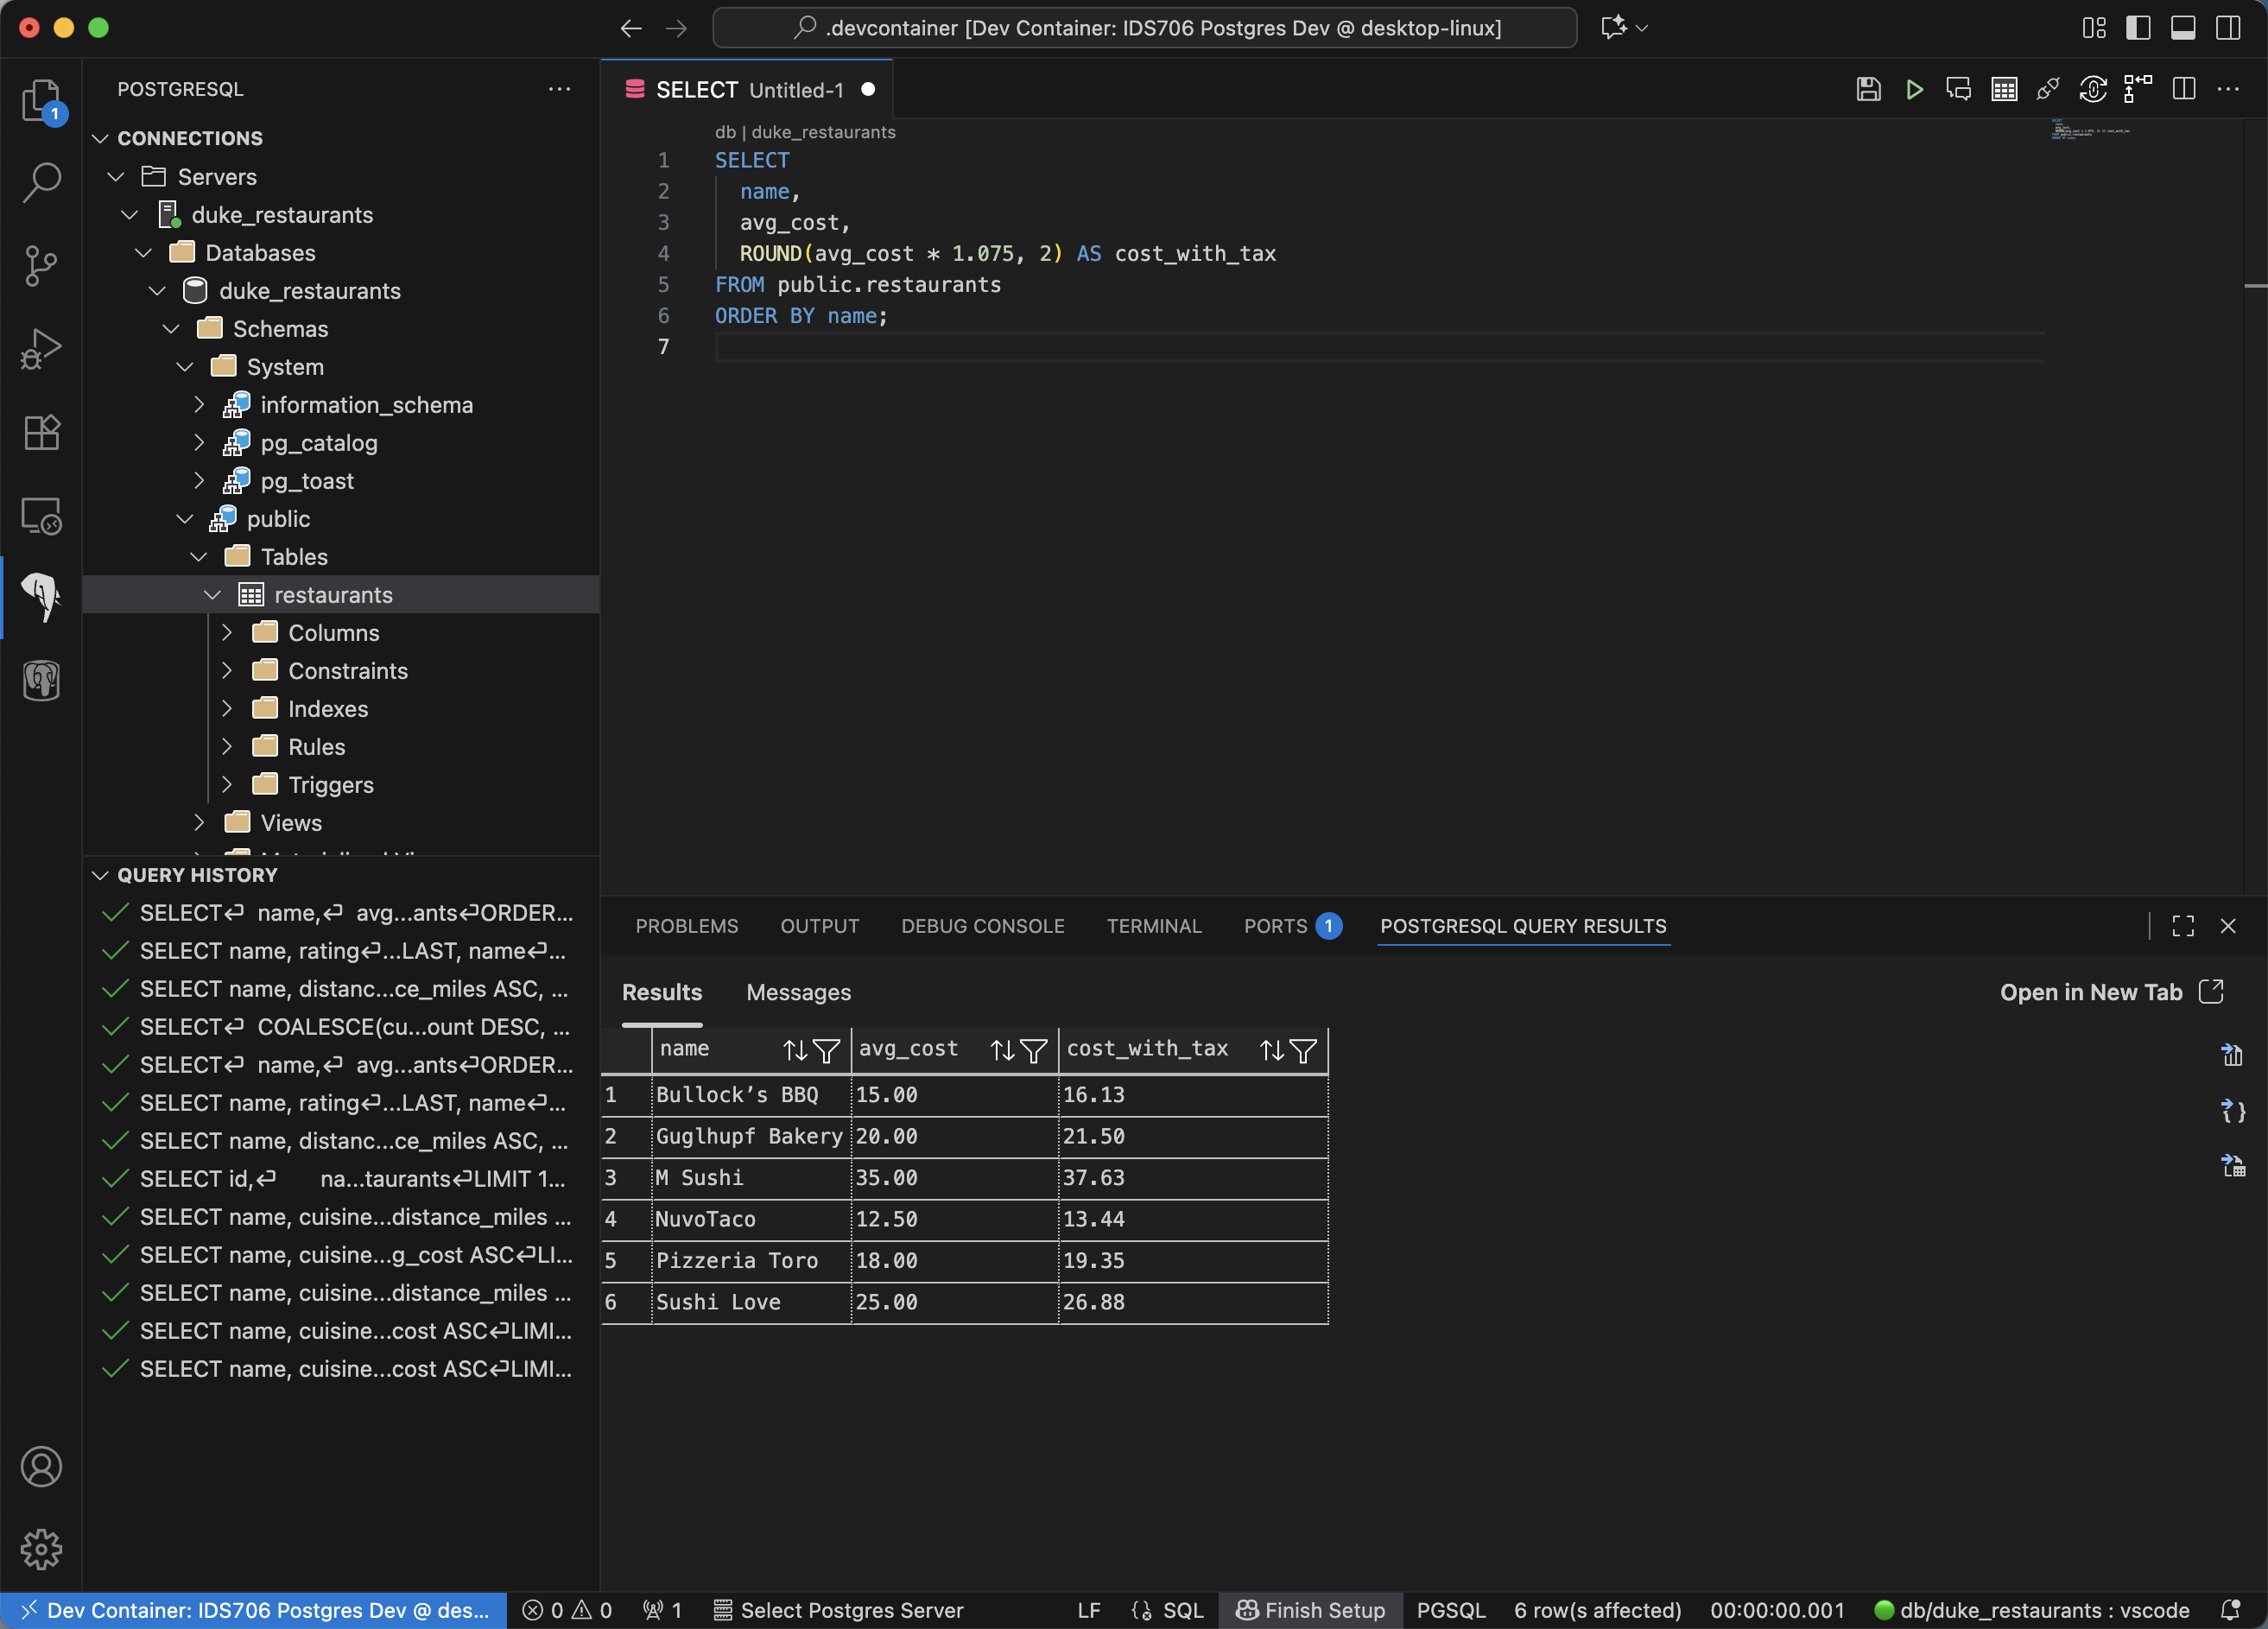 .devcontainer [Dev Container: IDS706 Postgres Dev @ desktop-linux]
1
POSTGRESQL
CONNECTIONS
Servers
duke_restaurants
Databases
duke_restaurants
Schemas
System
information_schema
pg_catalog
pg_toast
public
Tables
restaurants
Columns
Constraints
Indexes
Rules
Triggers
Views
QUERY HISTORY
SELECT⏎  name,⏎  avg...ants⏎ORDER...
SELECT name, rating⏎...LAST, name⏎...
SELECT name, distanc...ce_miles ASC, ...
SELECT⏎  COALESCE(cu...ount DESC, ...
SELECT⏎  name,⏎  avg...ants⏎ORDER...
SELECT name, rating⏎...LAST, name⏎...
SELECT name, distanc...ce_miles ASC, ...
SELECT id,⏎      na...taurants⏎LIMIT 1...
SELECT name, cuisine...distance_miles ...
SELECT name, cuisine...g_cost ASC⏎LI...
SELECT name, cuisine...distance_miles ...
SELECT name, cuisine...cost ASC⏎LIMI...
SELECT name, cuisine...cost ASC⏎LIMI...
SELECT Untitled-1
db | duke_restaurants
1 SELECT
2   name,
3   avg_cost,
4   ROUND(avg_cost * 1.075, 2) AS cost_with_tax
5 FROM public.restaurants
6 ORDER BY name;
7
PROBLEMS OUTPUT DEBUG CONSOLE TERMINAL PORTS 1 POSTGRESQL QUERY RESULTS
Results Messages Open in New Tab
name avg_cost cost_with_tax
1 Bullock’s BBQ 15.00 16.13
2 Guglhupf Bakery 20.00 21.50
3 M Sushi 35.00 37.63
4 NuvoTaco 12.50 13.44
5 Pizzeria Toro 18.00 19.35
6 Sushi Love 25.00 26.88
Dev Container: IDS706 Postgres Dev @ des... 0 0 1 Select Postgres Server LF SQL Finish Setup PGSQL 6 row(s affected) 00:00:00.001 db/duke_restaurants : vscode